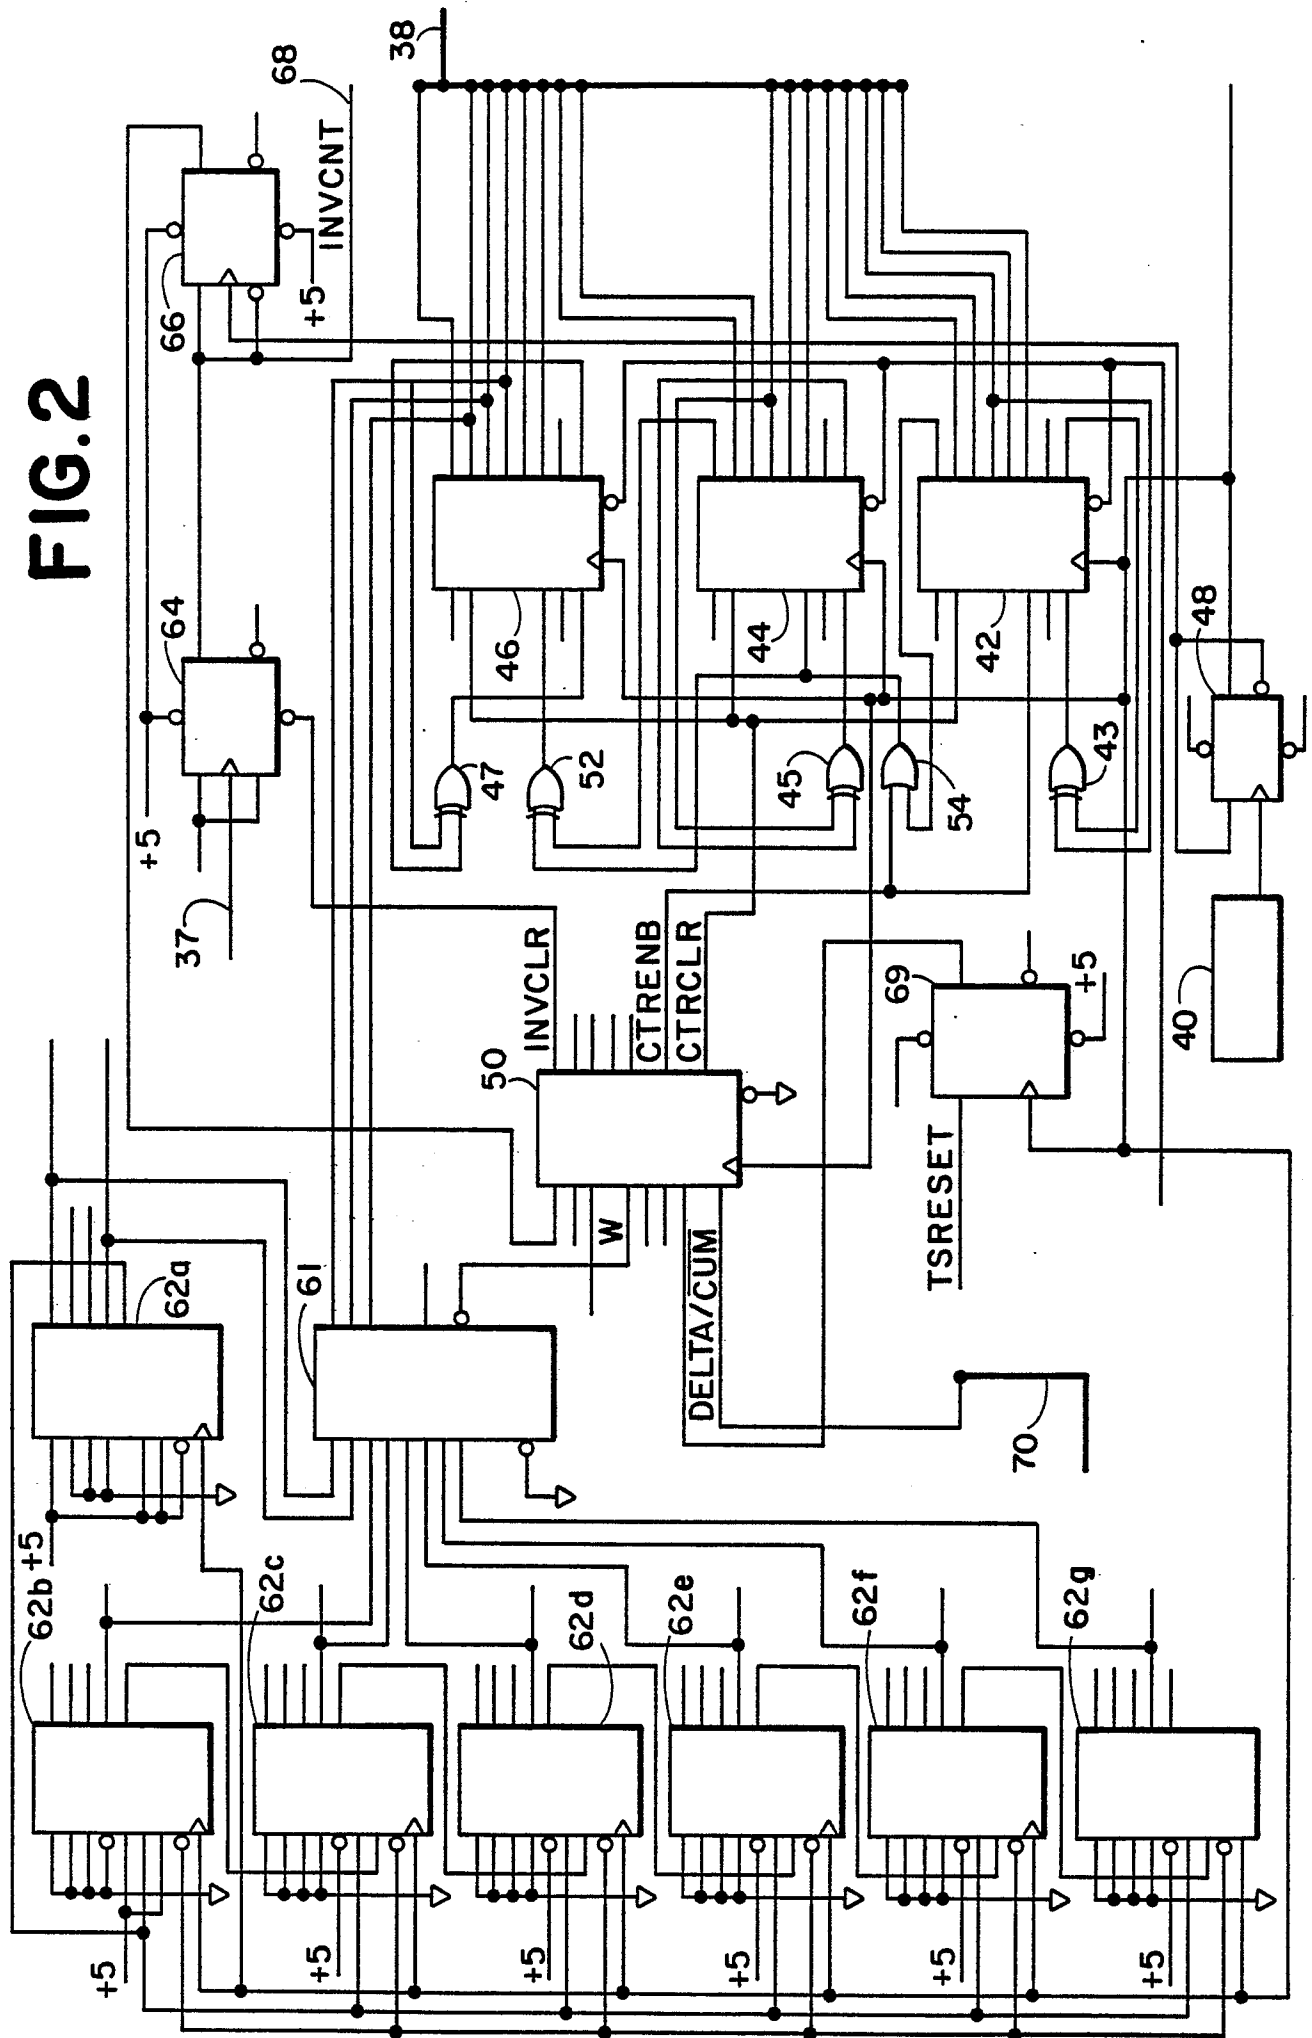 FIG.2
38
68
INVCNT
66
+5
64
+5
37
46
44
42
48
47
52
45
54
43
40
INVCLR
CTRENB
CTRCLR
50
69
+5
TSRESET
W
DELTA/CUM
61
62a
70
+5
62b
62c
62d
62e
62f
62g
+5
+5
+5
+5
+5
+5